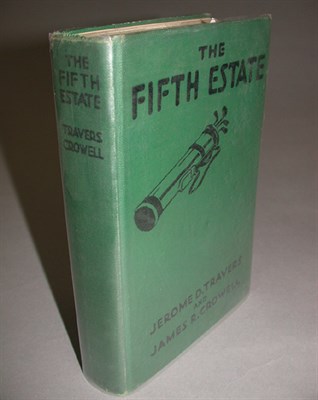 THE
FIFTH
ESTATE
TRAVERS
CROWELL
THE
FIFTH ESTATE
JEROME D. TRAVERS
AND
JAMES R. CROWELL